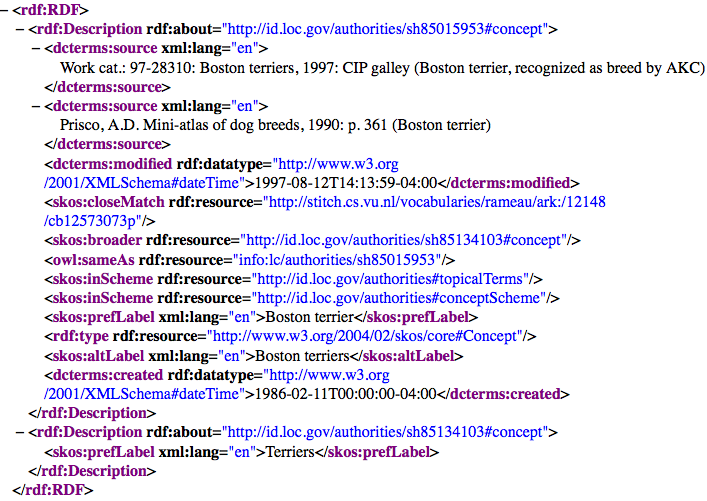 − <rdf:RDF>
− <rdf:Description rdf:about="http://id.loc.gov/authorities/sh85015953#concept">
− <dcterms:source xml:lang="en">
Work cat.: 97-28310: Boston terriers, 1997: CIP galley (Boston terrier, recognized as breed by AKC)
</dcterms:source>
− <dcterms:source xml:lang="en">
Prisco, A.D. Mini-atlas of dog breeds, 1990: p. 361 (Boston terrier)
</dcterms:source>
<dcterms:modified rdf:datatype="http://www.w3.org
/2001/XMLSchema#dateTime">1997-08-12T14:13:59-04:00</dcterms:modified>
<skos:closeMatch rdf:resource="http://stitch.cs.vu.nl/vocabularies/rameau/ark:/12148
/cb12573073p"/>
<skos:broader rdf:resource="http://id.loc.gov/authorities/sh85134103#concept"/>
<owl:sameAs rdf:resource="info:lc/authorities/sh85015953"/>
<skos:inScheme rdf:resource="http://id.loc.gov/authorities#topicalTerms"/>
<skos:inScheme rdf:resource="http://id.loc.gov/authorities#conceptScheme"/>
<skos:prefLabel xml:lang="en">Boston terrier</skos:prefLabel>
<rdf:type rdf:resource="http://www.w3.org/2004/02/skos/core#Concept"/>
<skos:altLabel xml:lang="en">Boston terriers</skos:altLabel>
<dcterms:created rdf:datatype="http://www.w3.org
/2001/XMLSchema#dateTime">1986-02-11T00:00:00-04:00</dcterms:created>
</rdf:Description>
− <rdf:Description rdf:about="http://id.loc.gov/authorities/sh85134103#concept">
<skos:prefLabel xml:lang="en">Terriers</skos:prefLabel>
</rdf:Description>
</rdf:RDF>